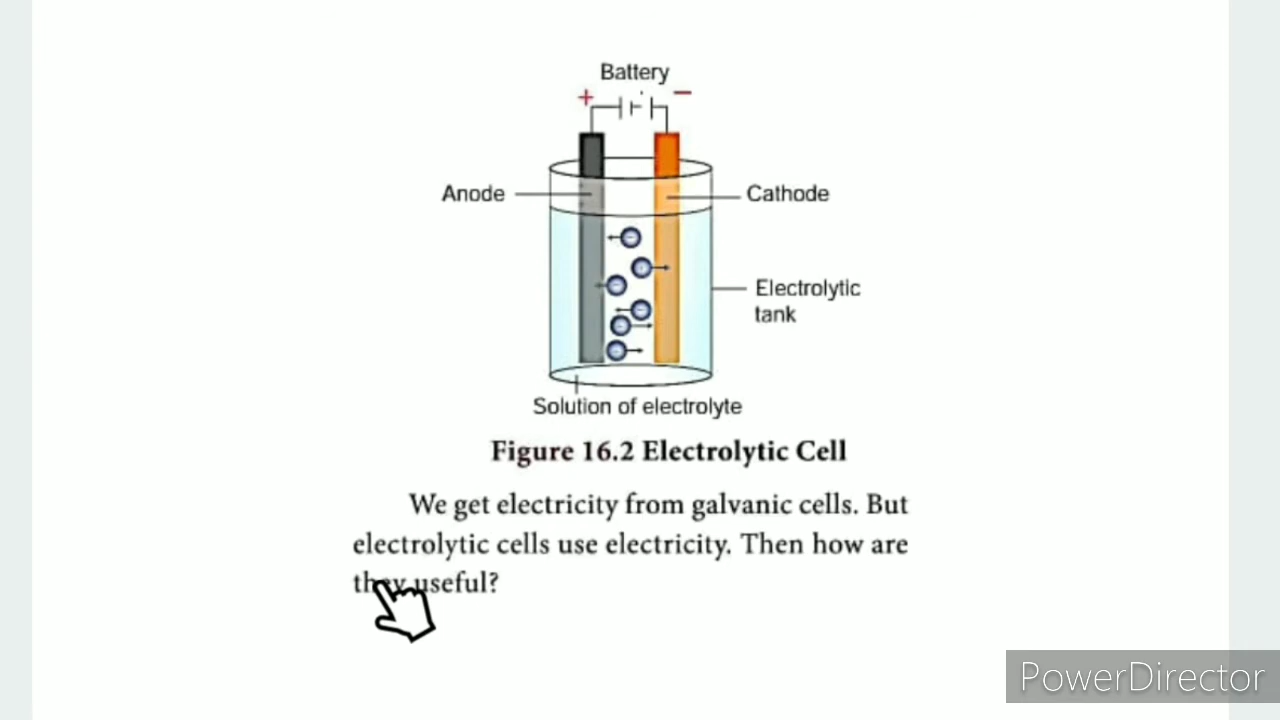 Battery
+ −
Anode
Cathode
Electrolytic
tank
Solution of electrolyte
Figure 16.2 Electrolytic Cell
We get electricity from galvanic cells. But
electrolytic cells use electricity. Then how are
they useful?
PowerDirector